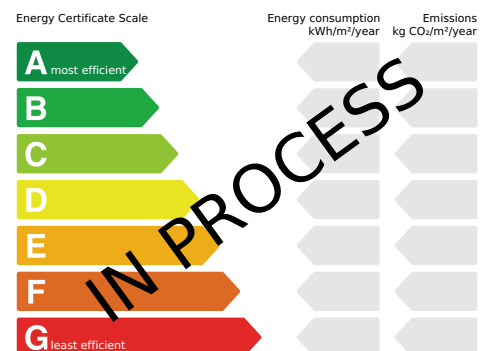 Energy Certificate Scale
Energy consumption
kWh/m²/year
Emissions
kg CO₂/m²/year
A most efficient
B
C
D
E
F
G least efficient
IN PROCESS